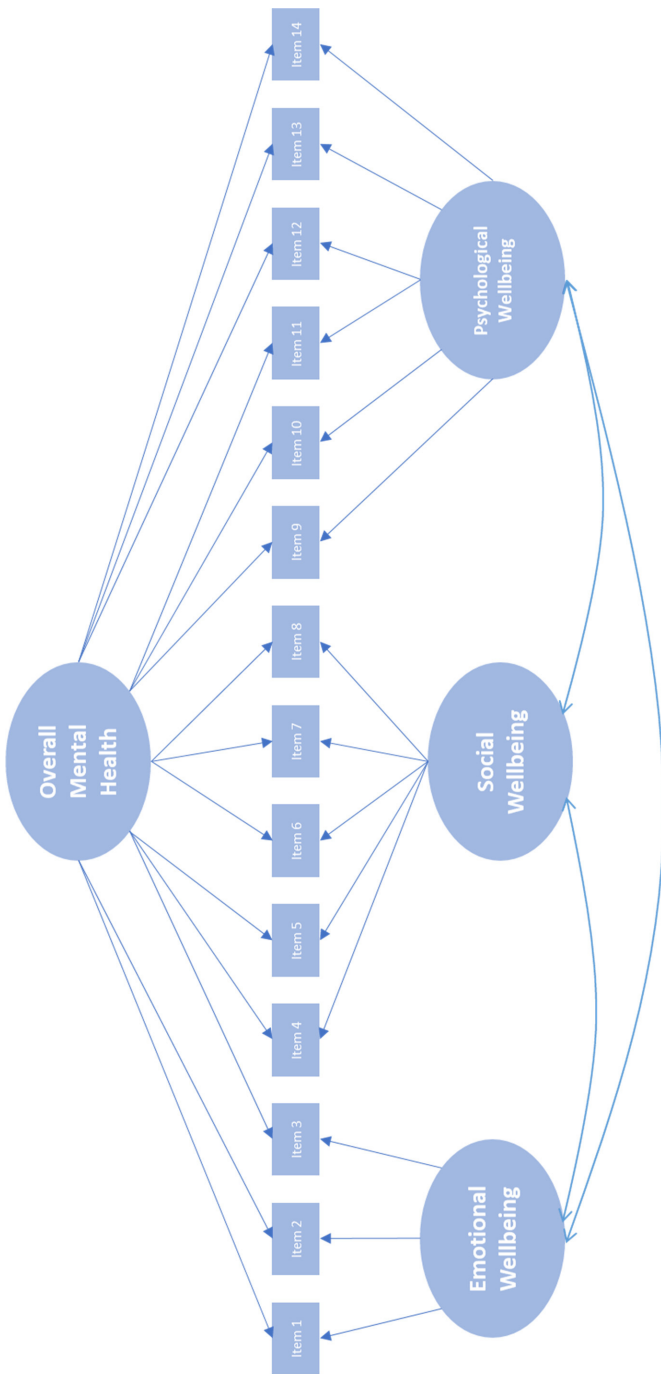 Overall
Mental
Health
Item 1
Item 2
Item 3
Item 4
Item 5
Item 6
Item 7
Item 8
Item 9
Item 10
Item 11
Item 12
Item 13
Item 14
Emotional
Wellbeing
Social
Wellbeing
Psychological
Wellbeing